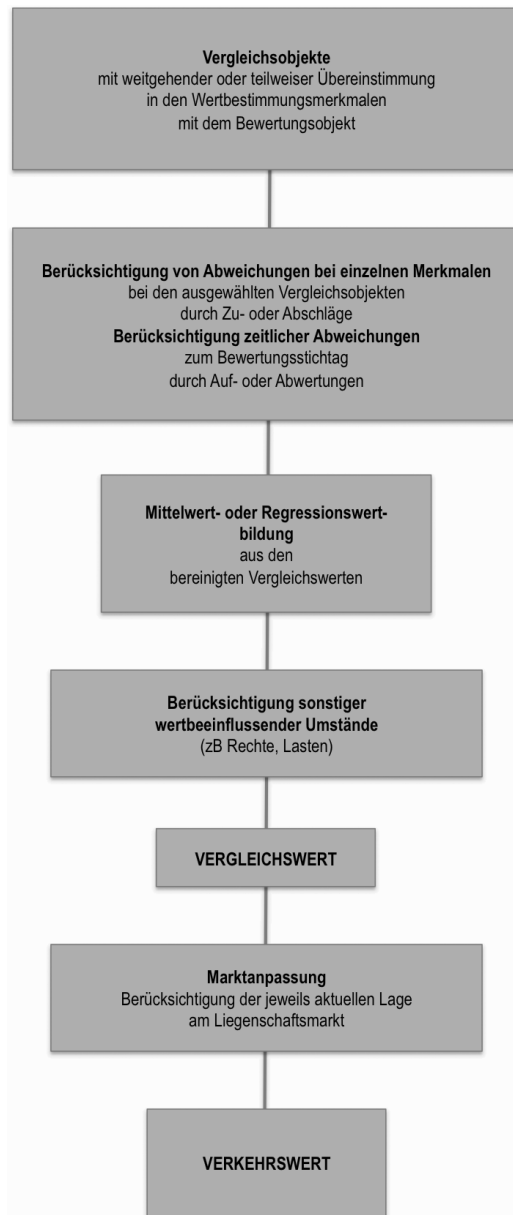 Vergleichsobjekte
mit weitgehender oder teilweiser Übereinstimmung
in den Wertbestimmungsmerkmalen
mit dem Bewertungsobjekt
Berücksichtigung von Abweichungen bei einzelnen Merkmalen
bei den ausgewählten Vergleichsobjekten
durch Zu- oder Abschläge
Berücksichtigung zeitlicher Abweichungen
zum Bewertungsstichtag
durch Auf- oder Abwertungen
Mittelwert- oder Regressionswert-
bildung
aus den
bereinigten Vergleichswerten
Berücksichtigung sonstiger
wertbeeinflussender Umstände
(zB Rechte, Lasten)
VERGLEICHSWERT
Marktanpassung
Berücksichtigung der jeweils aktuellen Lage
am Liegenschaftsmarkt
VERKEHRSWERT